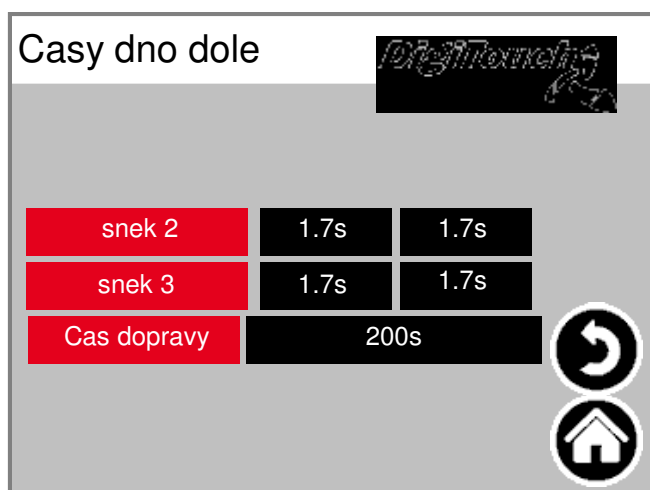 Casy dno dole
DigiTouch
snek 2 1.7s 1.7s
snek 3 1.7s 1.7s
Cas dopravy 200s